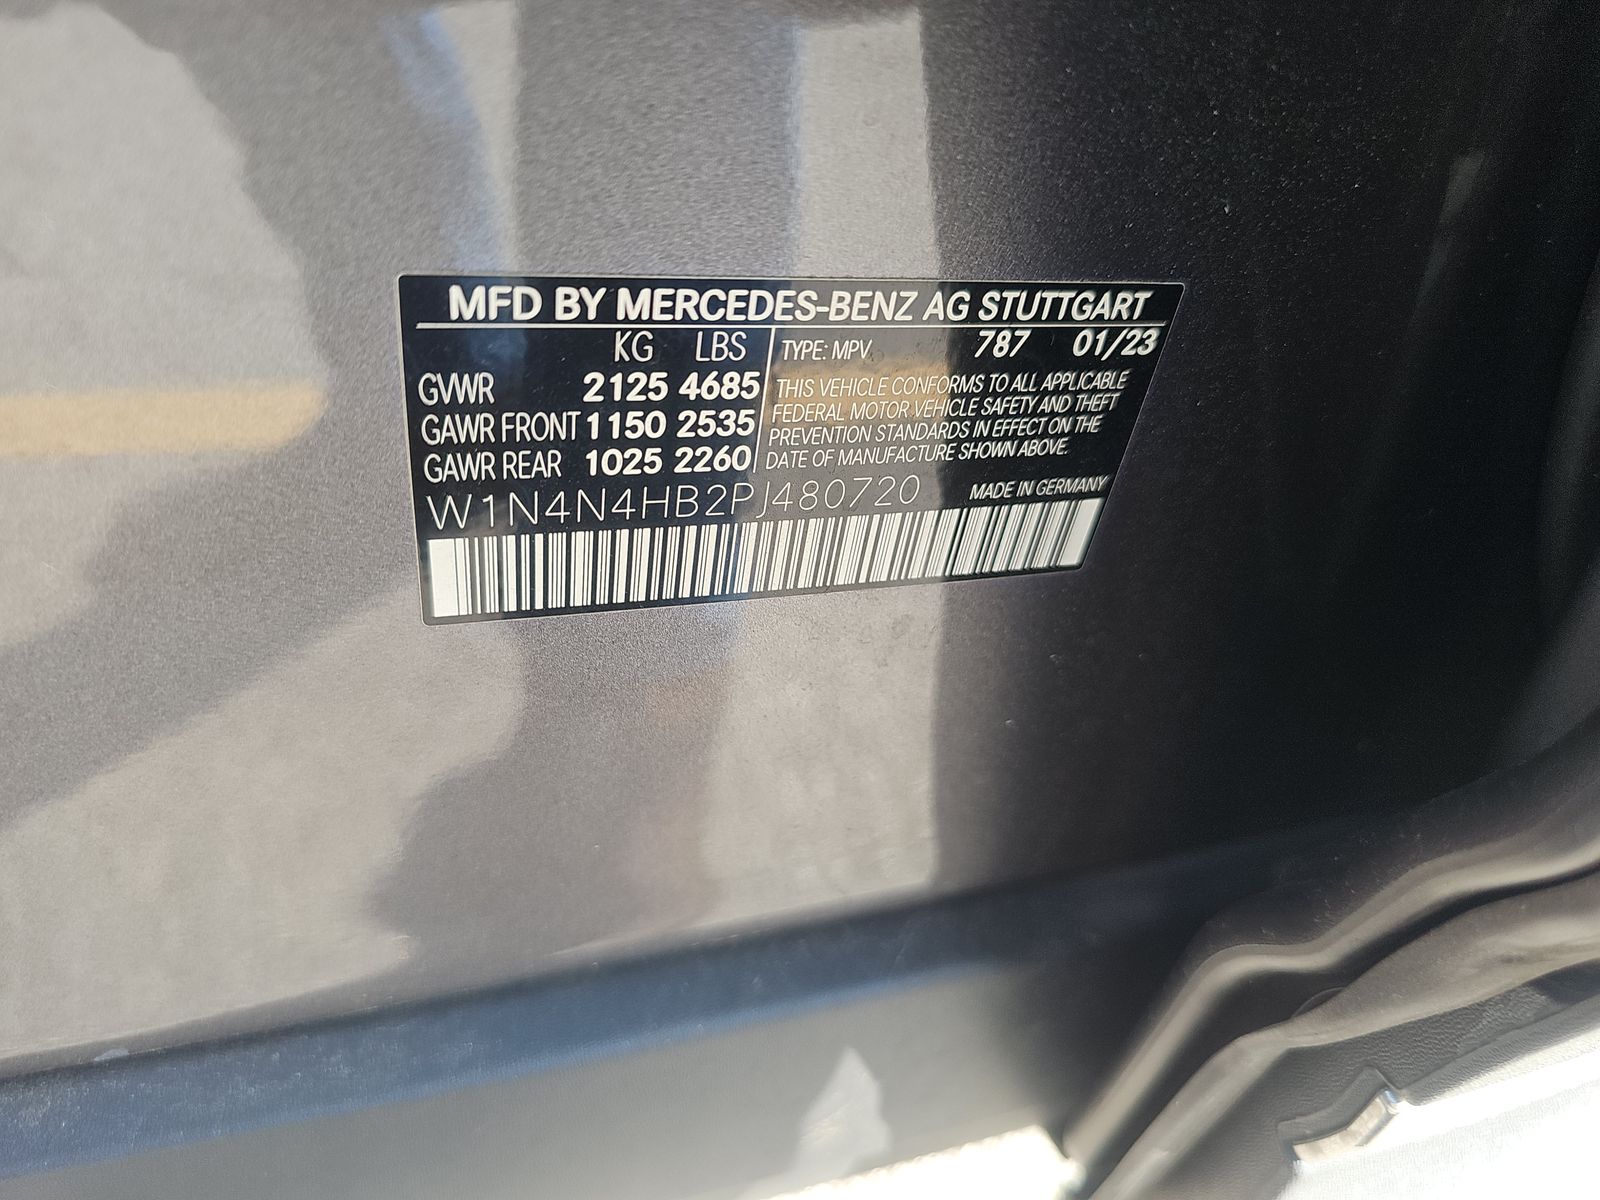 MFD BY MERCEDES-BENZ AG STUTTGART
KG LBS
GVWR 2125 4685
GAWR FRONT 1150 2535
GAWR REAR 1025 2260
TYPE: MPV 787 01/23
THIS VEHICLE CONFORMS TO ALL APPLICABLE
FEDERAL MOTOR VEHICLE SAFETY AND THEFT
PREVENTION STANDARDS IN EFFECT ON THE
DATE OF MANUFACTURE SHOWN ABOVE.
W1N4N4HB2PJ480720
MADE IN GERMANY